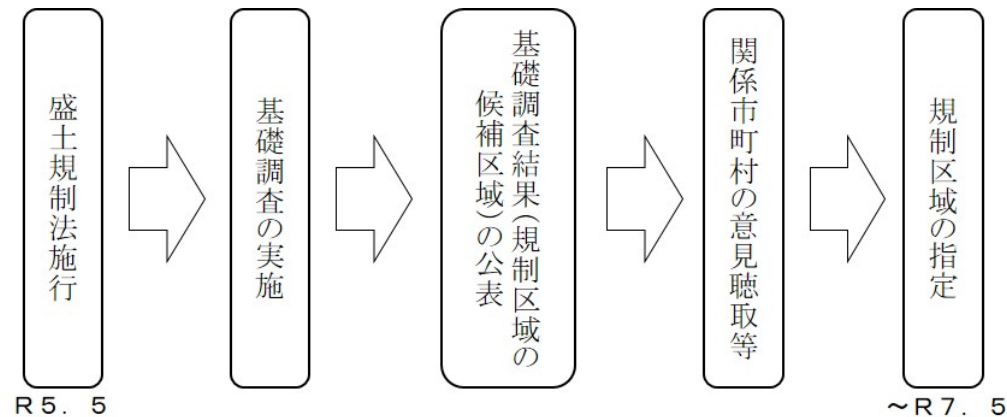 盛土規制法施行
基礎調査の実施
基礎調査結果(規制区域の
候補区域)の公表
関係市町村の意見聴取等
規制区域の指定
R5.5
~R7.5